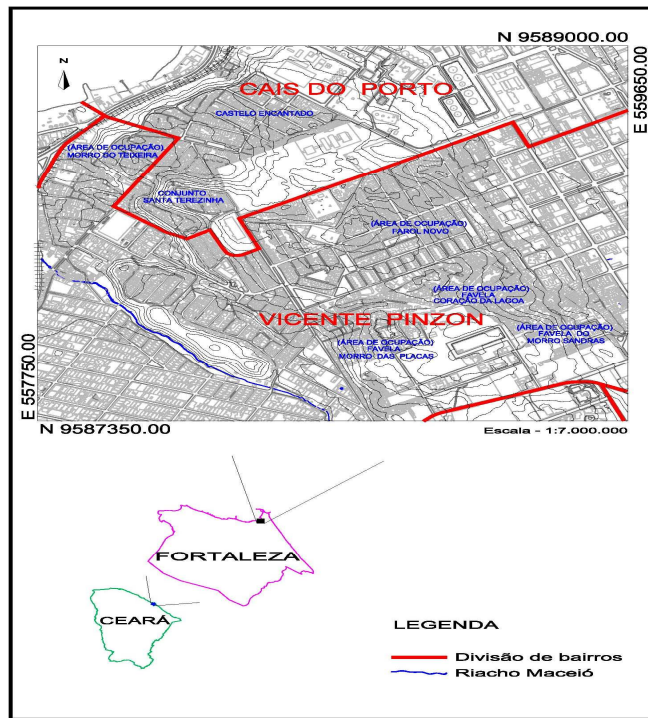 N 9589000.00
N
E 559650.00
CAIS DO PORTO
CASTELO ENCANTADO
(ÁREA DE OCUPAÇÃO)
MORRO DO TEIXEIRA
CONJUNTO
SANTA TEREZINHA
(ÁREA DE OCUPAÇÃO)
FAROL NOVO
(ÁREA DE OCUPAÇÃO)
FAVELA
CORAÇÃO DA LAGOA
VICENTE PINZON
(ÁREA DE OCUPAÇÃO)
FAVELA DO
MORRO SANDRAS
(ÁREA DE OCUPAÇÃO)
FAVELA
MORRO DAS PLACAS
E 557750.00
N 9587350.00
Escala - 1:7.000.000
FORTALEZA
CEARÁ
LEGENDA
Divisão de bairros
Riacho Maceió